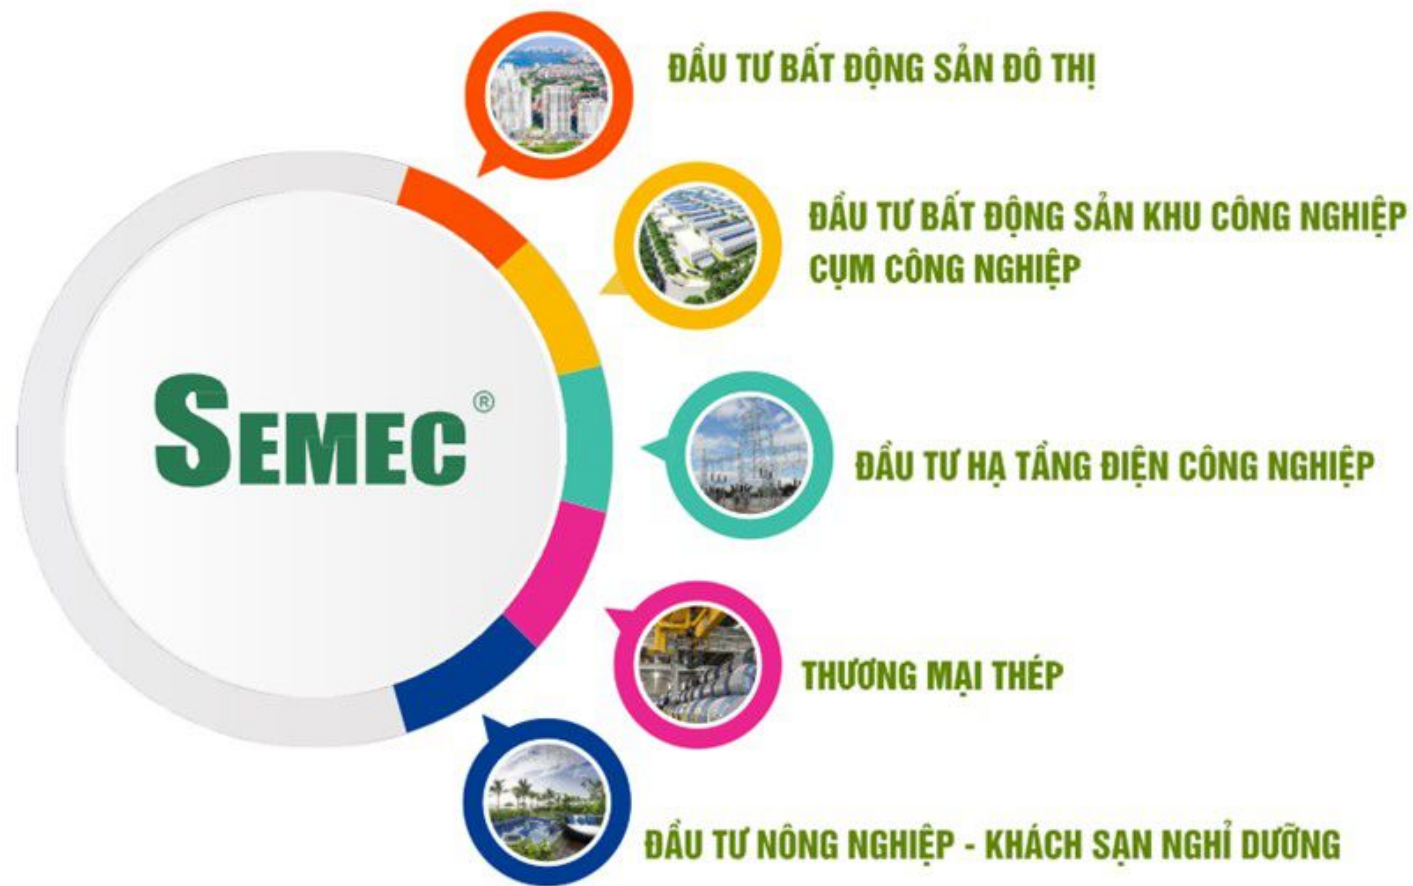 ĐẦU TƯ BẤT ĐỘNG SẢN ĐÔ THỊ
ĐẦU TƯ BẤT ĐỘNG SẢN KHU CÔNG NGHIỆP
CỤM CÔNG NGHIỆP
SEMEC®
ĐẦU TƯ HẠ TẦNG ĐIỆN CÔNG NGHIỆP
THƯƠNG MẠI THÉP
ĐẦU TƯ NÔNG NGHIỆP - KHÁCH SẠN NGHỈ DƯỠNG